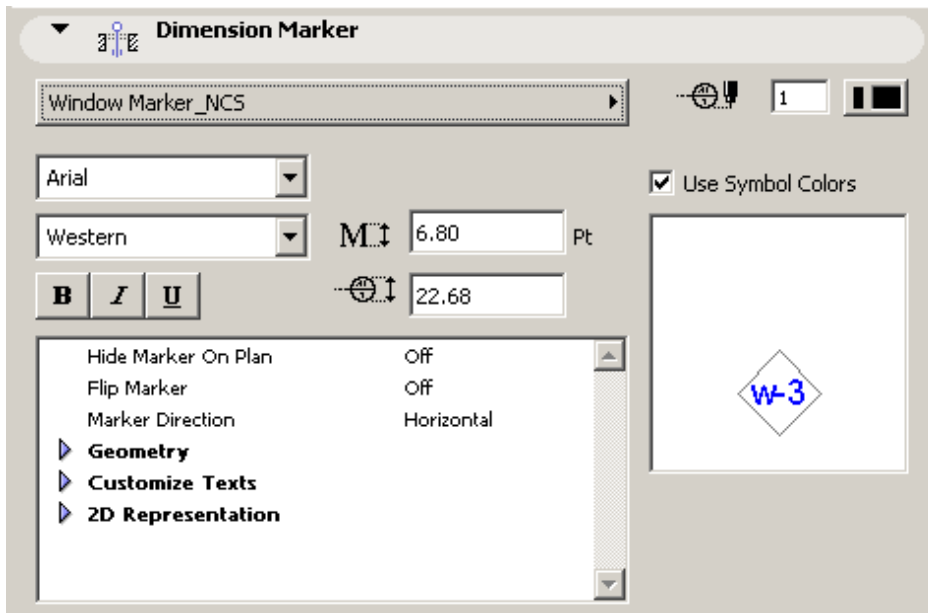 Dimension Marker
Window Marker_NCS
1
Arial
Use Symbol Colors
Western
M
6.80
Pt
B I U
22.68
Hide Marker On Plan Off
Flip Marker Off
Marker Direction Horizontal
Geometry
Customize Texts
2D Representation
w-3